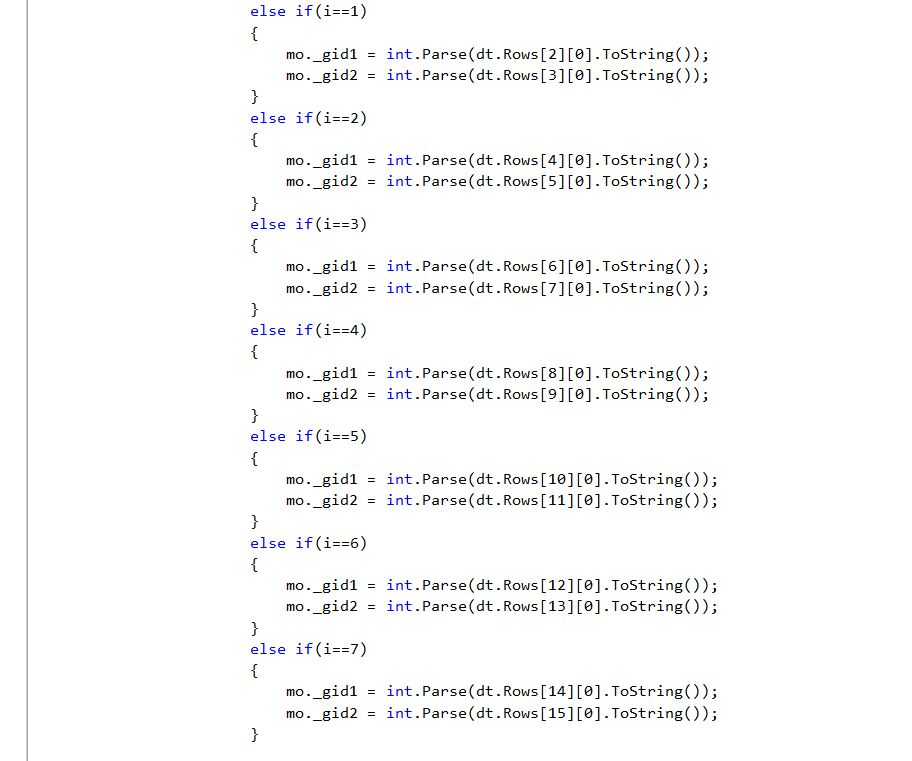 else if(i==1)
{
mo._gid1 = int.Parse(dt.Rows[2][0].ToString());
mo._gid2 = int.Parse(dt.Rows[3][0].ToString());
}
else if(i==2)
{
mo._gid1 = int.Parse(dt.Rows[4][0].ToString());
mo._gid2 = int.Parse(dt.Rows[5][0].ToString());
}
else if(i==3)
{
mo._gid1 = int.Parse(dt.Rows[6][0].ToString());
mo._gid2 = int.Parse(dt.Rows[7][0].ToString());
}
else if(i==4)
{
mo._gid1 = int.Parse(dt.Rows[8][0].ToString());
mo._gid2 = int.Parse(dt.Rows[9][0].ToString());
}
else if(i==5)
{
mo._gid1 = int.Parse(dt.Rows[10][0].ToString());
mo._gid2 = int.Parse(dt.Rows[11][0].ToString());
}
else if(i==6)
{
mo._gid1 = int.Parse(dt.Rows[12][0].ToString());
mo._gid2 = int.Parse(dt.Rows[13][0].ToString());
}
else if(i==7)
{
mo._gid1 = int.Parse(dt.Rows[14][0].ToString());
mo._gid2 = int.Parse(dt.Rows[15][0].ToString());
}